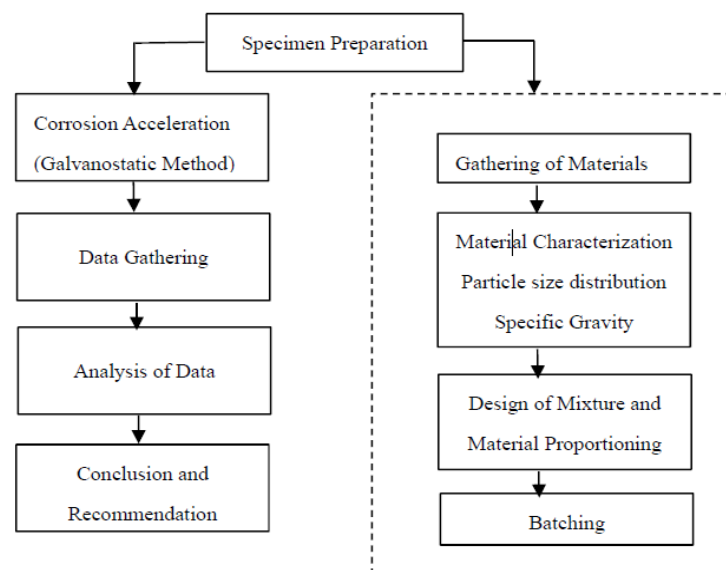 Specimen Preparation
Corrosion Acceleration
(Galvanostatic Method)
Data Gathering
Analysis of Data
Conclusion and
Recommendation
Gathering of Materials
Material Characterization
Particle size distribution
Specific Gravity
Design of Mixture and
Material Proportioning
Batching